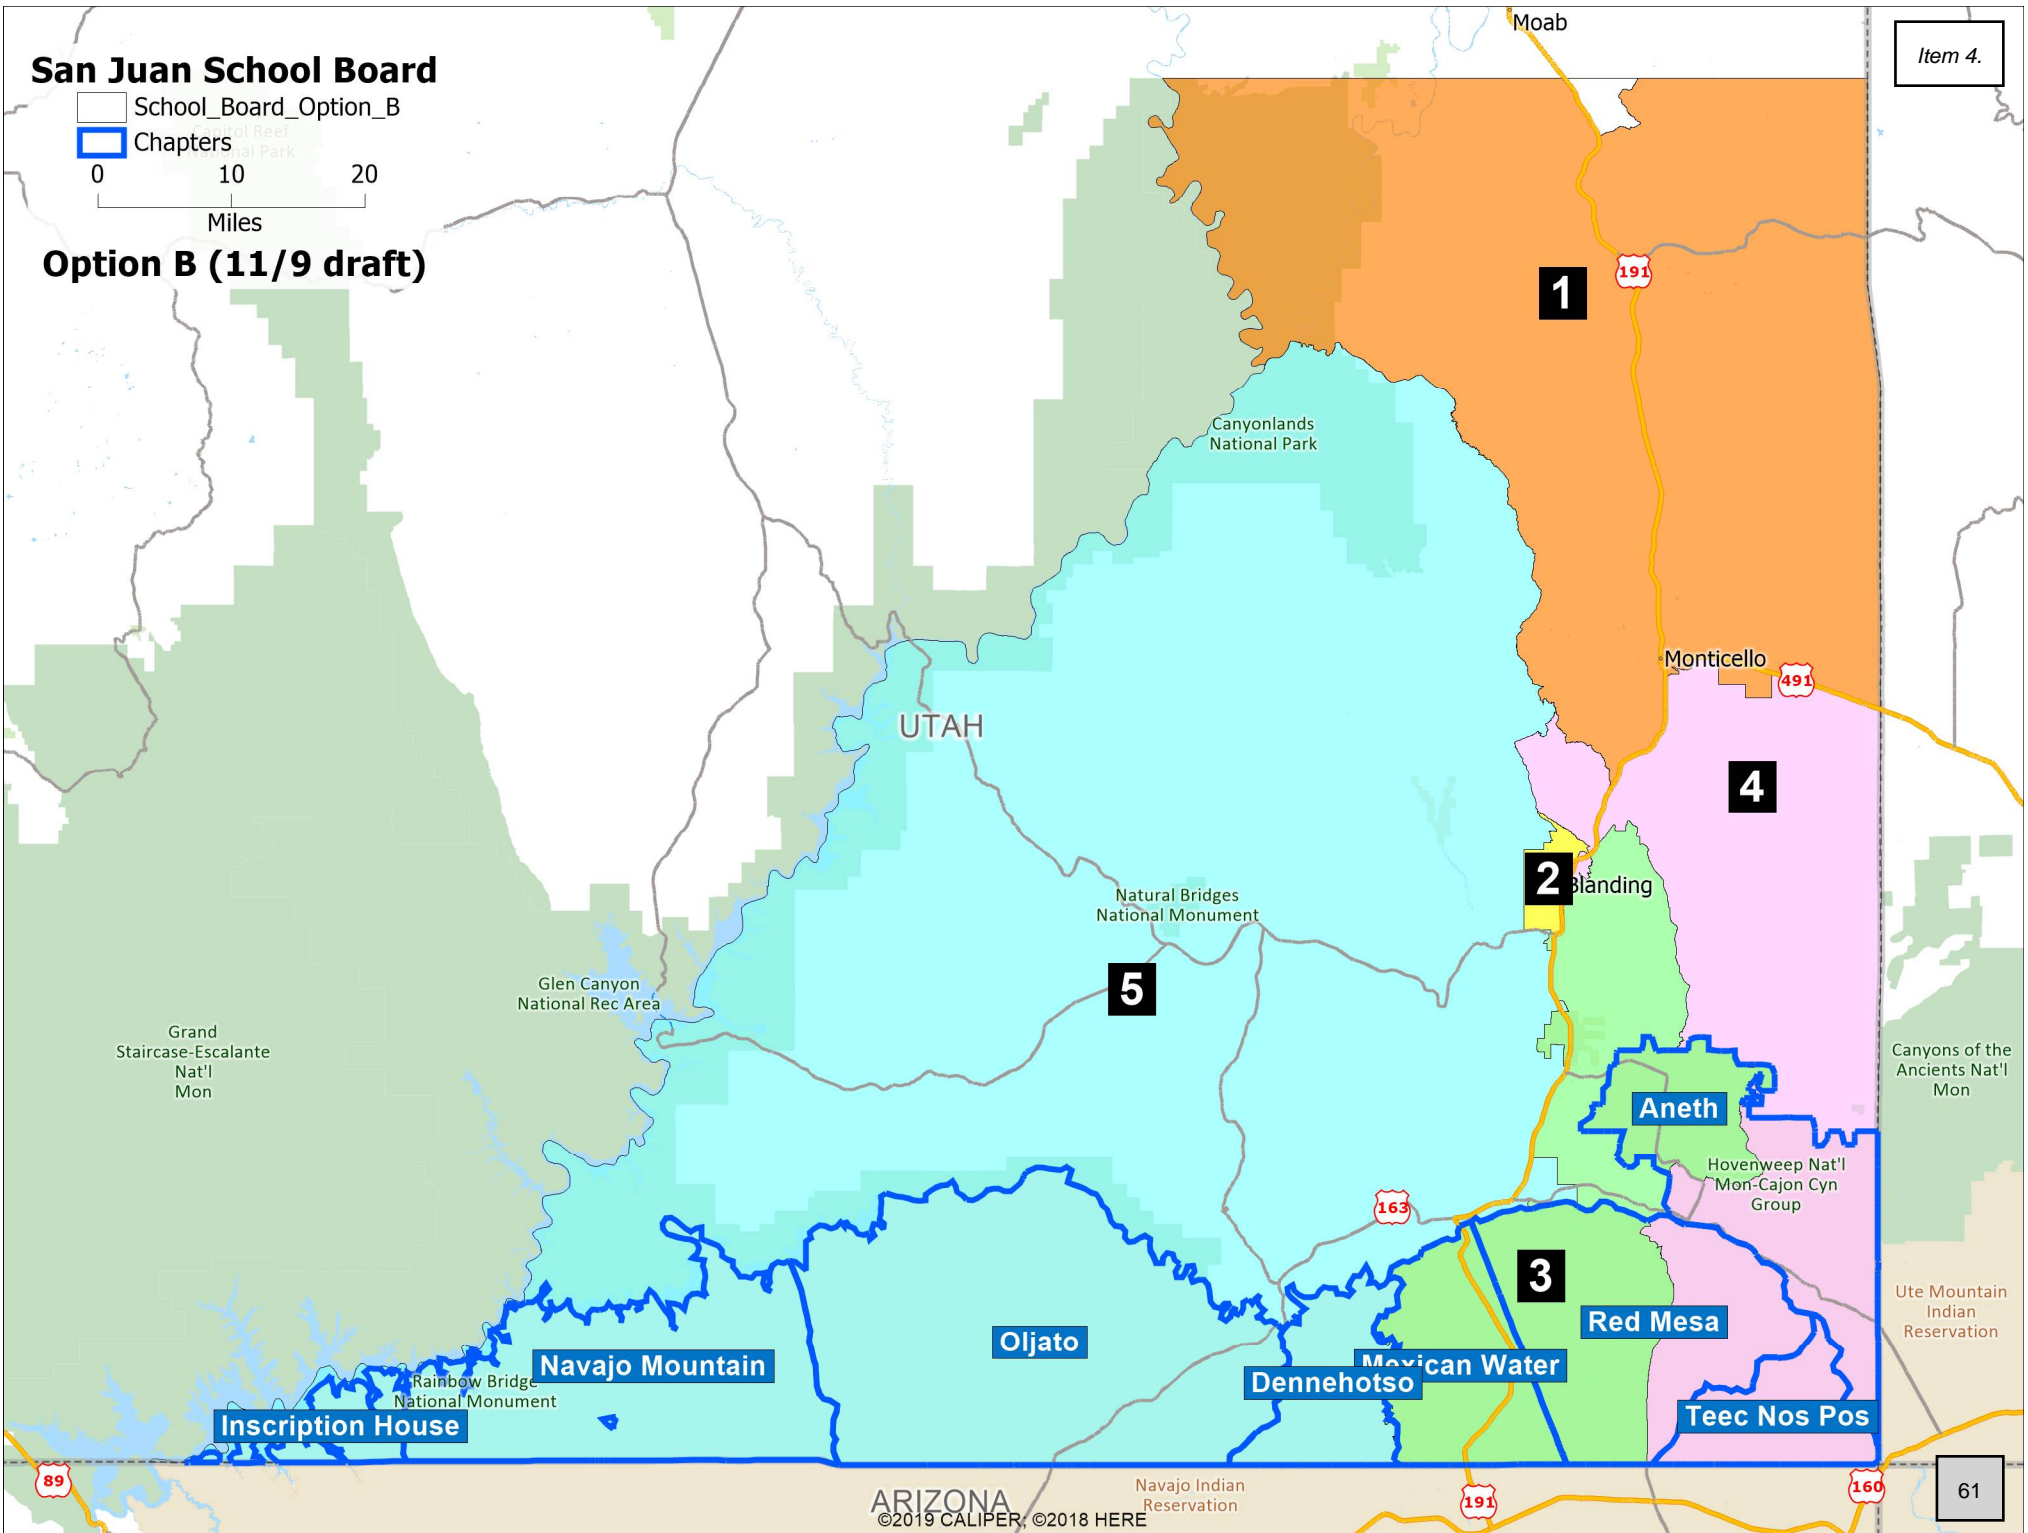 Moab
Item 4.
San Juan School Board
School_Board_Option_B
Capitol Reef
National Park
Chapters
0 10 20
Miles
Option B (11/9 draft)
191
1
Canyonlands
National Park
Monticello
491
UTAH
4
2
Blanding
Natural Bridges
National Monument
5
Glen Canyon
National Rec Area
Grand
Staircase-Escalante
Nat'l
Mon
Canyons of the
Ancients Nat'l
Mon
Aneth
Hovenweep Nat'l
Mon-Cajon Cyn
Group
163
3
Ute Mountain
Indian
Reservation
Red Mesa
Oljato
Navajo Mountain
Mexican Water
Dennehotso
Rainbow Bridge
National Monument
Inscription House
Teec Nos Pos
89
Navajo Indian
Reservation
191
160
61
ARIZONA
©2019 CALIPER; ©2018 HERE